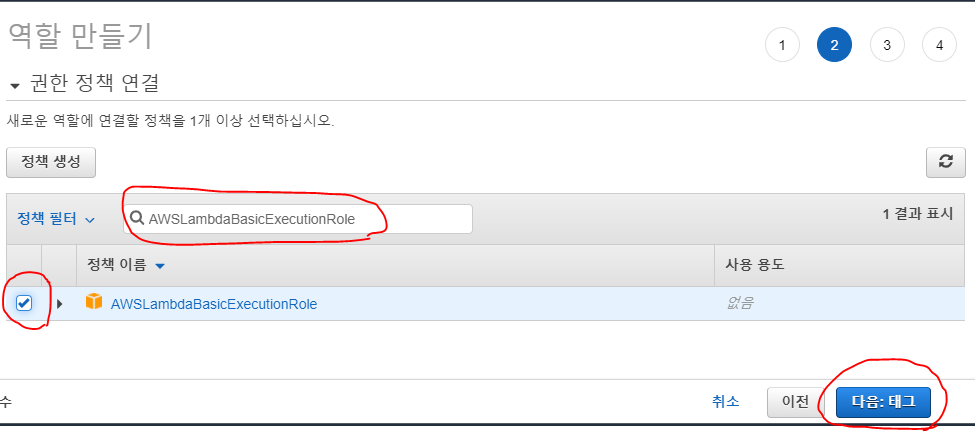 역할 만들기
1 2 3 4
권한 정책 연결
새로운 역할에 연결할 정책을 1개 이상 선택하십시오.
정책 생성
정책 필터 AWSLambdaBasicExecutionRole 1 결과 표시
정책 이름 사용 용도
AWSLambdaBasicExecutionRole 없음
수 취소 이전 다음: 태그